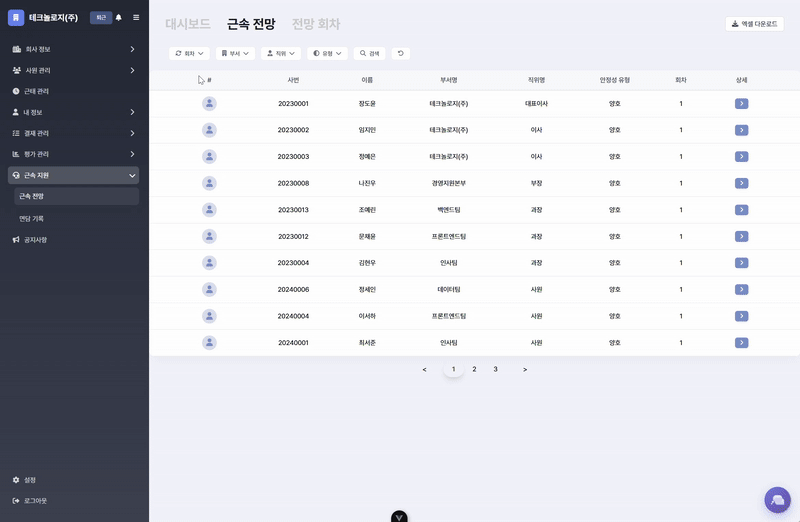 테크놀로지(주)
퇴근
회사 정보
사원 관리
근태 관리
내 정보
결재 관리
평가 관리
근속 지원
근속 전망
면담 기록
공지사항
설정
로그아웃
대시보드 근속 전망 전망 회차
엑셀 다운로드
회차 부서 직위 유형 검색
# 사번 이름 부서명 직위명 안정성 유형 회차 상세
20230001 장도윤 테크놀로지(주) 대표이사 양호 1
20230002 임지민 테크놀로지(주) 이사 양호 1
20230003 정예은 테크놀로지(주) 이사 양호 1
20230008 나진우 경영지원본부 부장 양호 1
20230013 조예린 백엔드팀 과장 양호 1
20230012 문채윤 프론트엔드팀 과장 양호 1
20230004 김현우 인사팀 과장 양호 1
20240006 정세인 데이터팀 사원 양호 1
20240004 이서하 프론트엔드팀 사원 양호 1
20240001 최서준 인사팀 사원 양호 1
< 1 2 3 >